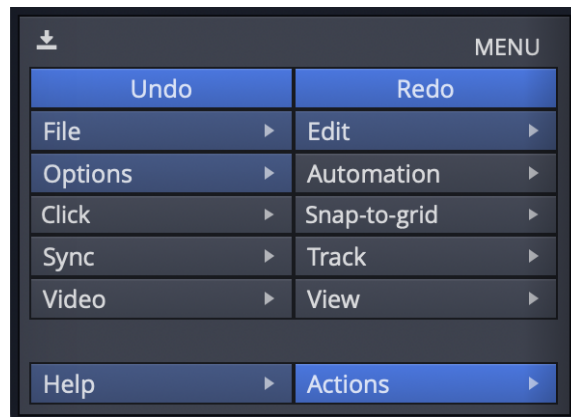 MENU
Undo Redo
File Edit
Options Automation
Click Snap-to-grid
Sync Track
Video View
Help Actions